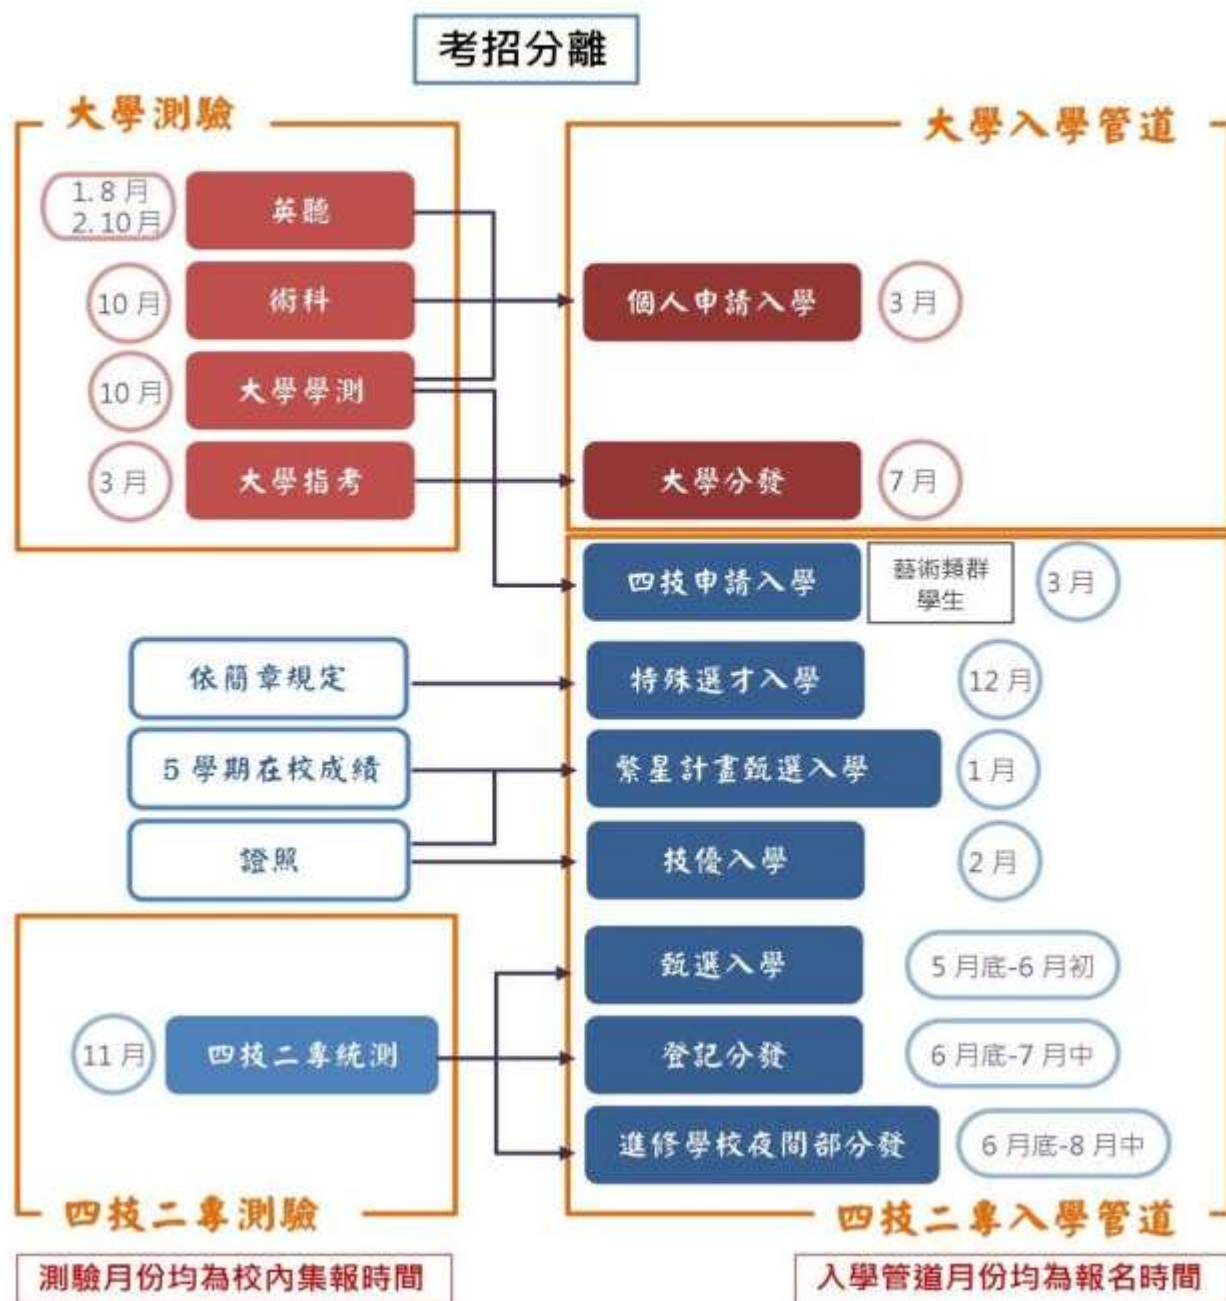 考招分離
大學測驗
大學入學管道
1. 8 月
2. 10 月
英聽
10 月
術科
個人申請入學
3 月
10 月
大學學測
3 月
大學指考
大學分發
7 月
四技申請入學
藝術類群
學生
3 月
依簡章規定
特殊選才入學
12 月
5 學期在校成績
繁星計畫甄選入學
1 月
證照
技優入學
2 月
甄選入學
5 月底-6 月初
11 月
四技二專統測
登記分發
6 月底-7 月中
進修學校夜間部分發
6 月底-8 月中
四技二專測驗
四技二專入學管道
測驗月份均為校內集報時間
入學管道月份均為報名時間